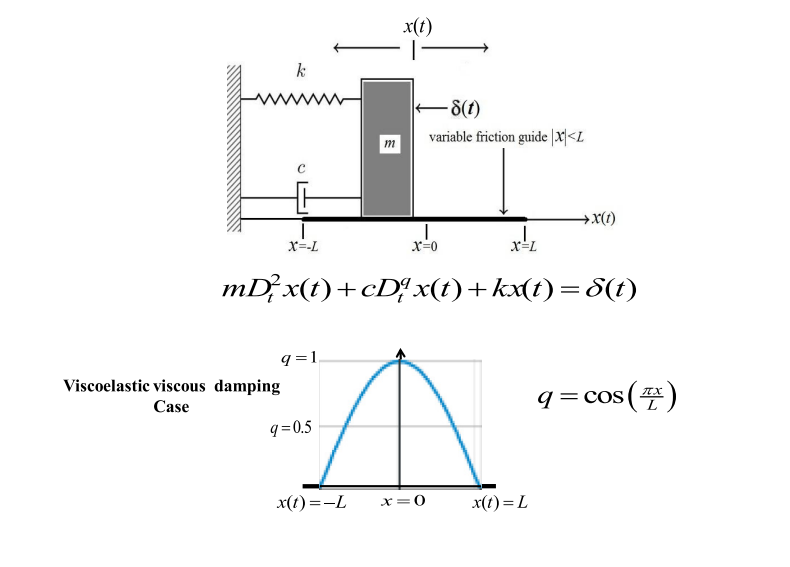 x(t)
k
δ(t)
m
variable friction guide |x|<L
c
x(t)
x=-L x=0 x=L
mD_t^2 x(t) + cD_t^q x(t) + kx(t) = δ(t)
q = 1
Viscoelastic viscous damping
Case
q = cos(πx/L)
q = 0.5
x(t) = -L x = 0 x(t) = L